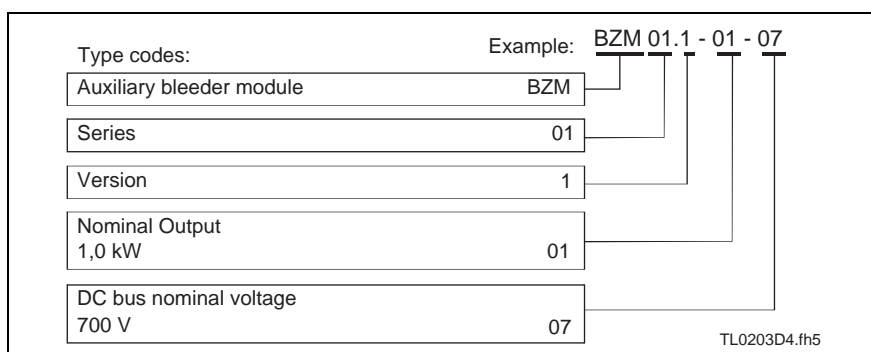 Type codes:
Example: BZM 01.1 - 01 - 07
Auxiliary bleeder module BZM
Series 01
Version 1
Nominal Output
1,0 kW 01
DC bus nominal voltage
700 V 07
TL0203D4.fh5